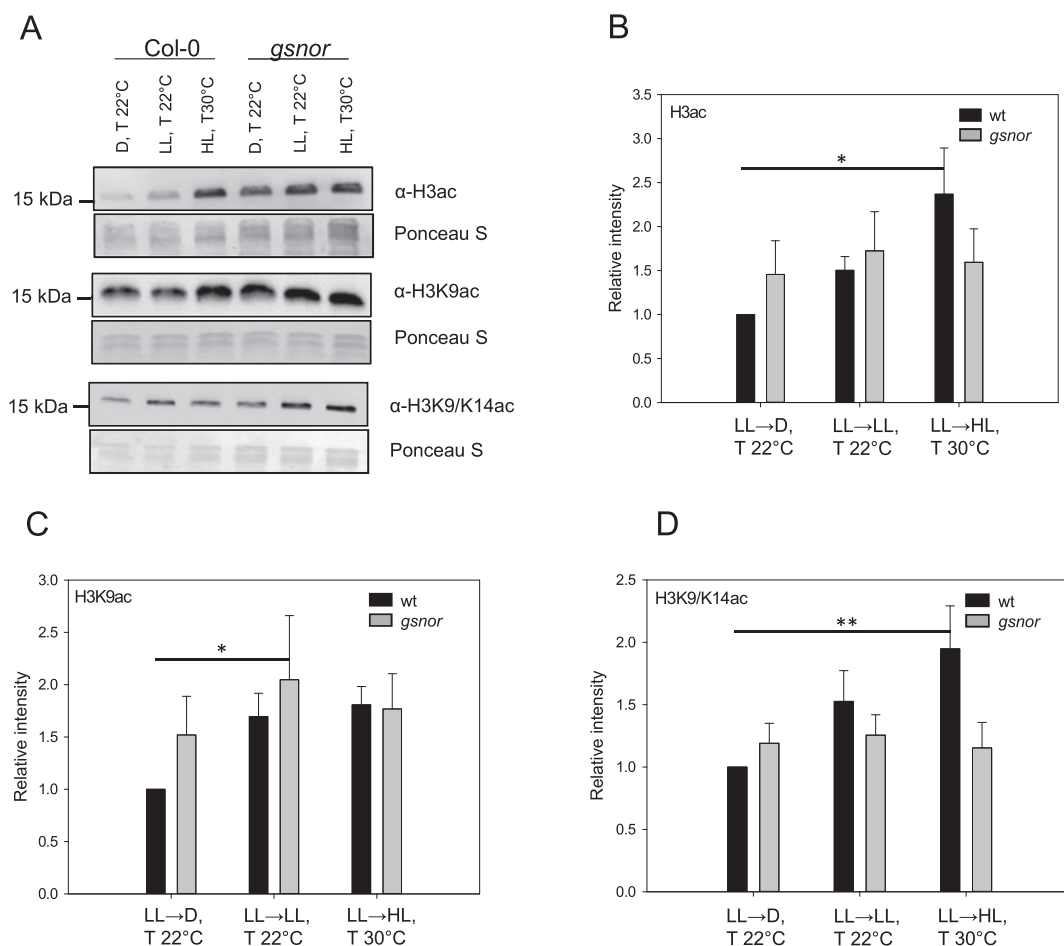 A
Col-0 gsnor
D, T 22°C
LL, T 22°C
HL, T30°C
D, T 22°C
LL, T 22°C
HL, T30°C
15 kDa
α-H3ac
Ponceau S
15 kDa
α-H3K9ac
Ponceau S
15 kDa
α-H3K9/K14ac
Ponceau S
B
H3ac
wt
gsnor
*
Relative intensity
3.5
3.0
2.5
2.0
1.5
1.0
0.5
0.0
LL→D, LL→LL, LL→HL,
T 22°C T 22°C T 30°C
C
H3K9ac
wt
gsnor
*
Relative intensity
3.0
2.5
2.0
1.5
1.0
0.5
0.0
LL→D, LL→LL, LL→HL,
T 22°C T 22°C T 30°C
D
H3K9/K14ac
wt
gsnor
**
Relative intensity
2.5
2.0
1.5
1.0
0.5
0.0
LL→D, LL→LL, LL→HL,
T 22°C T 22°C T 30°C